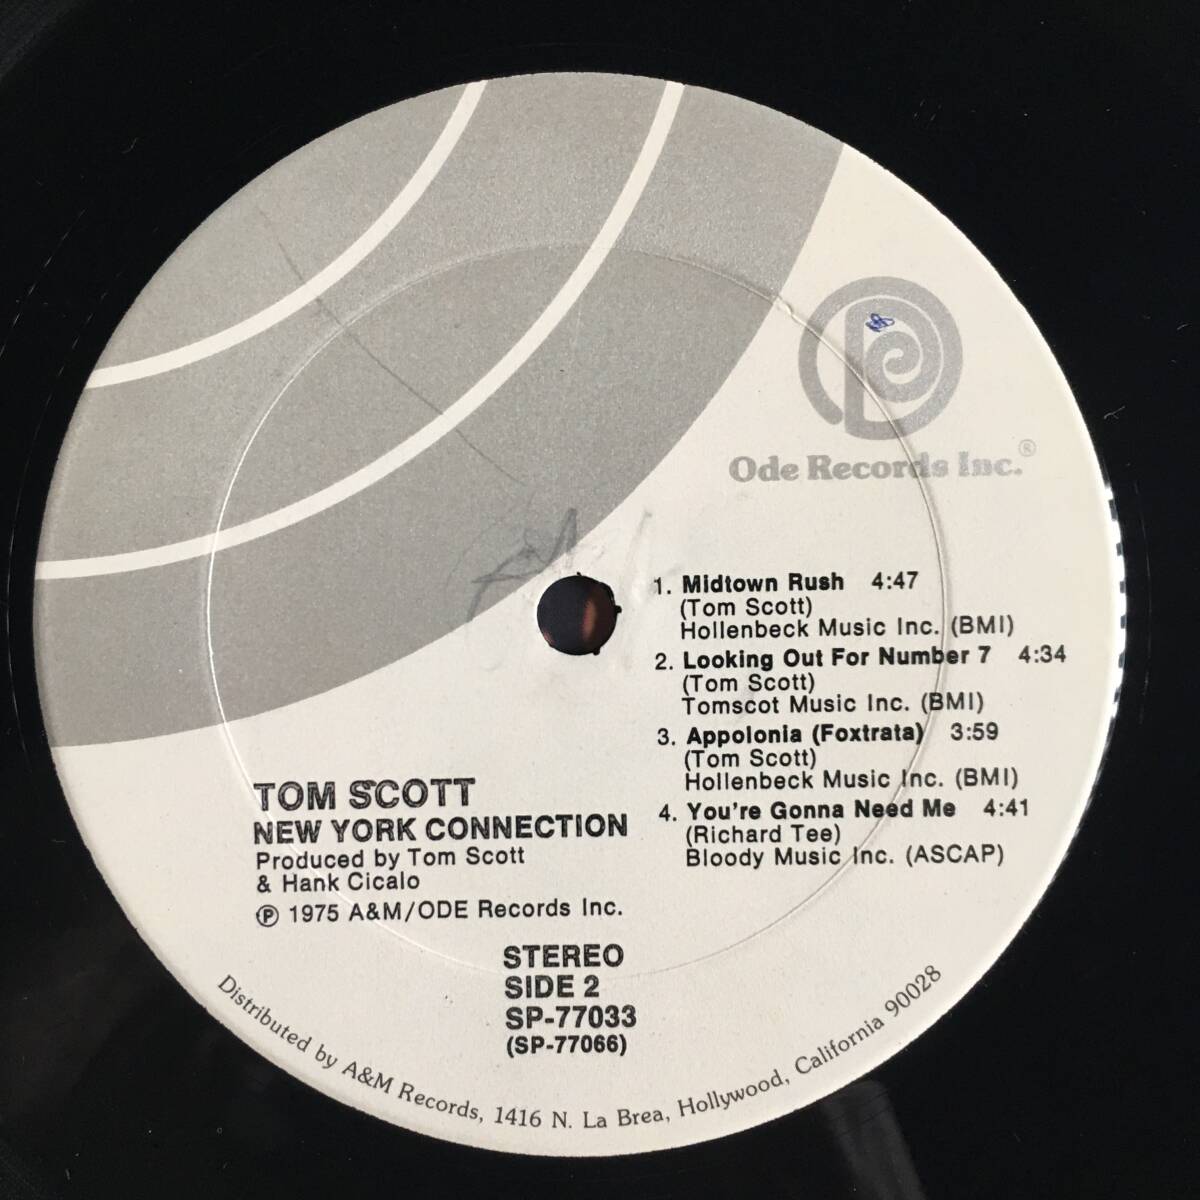 Ode Records Inc.®
1. Midtown Rush 4:47
(Tom Scott)
Hollenbeck Music Inc. (BMI)
2. Looking Out For Number 7 4:34
(Tom Scott)
Tomscot Music Inc. (BMI)
3. Appolonia (Foxtrata) 3:59
(Tom Scott)
Hollenbeck Music Inc. (BMI)
4. You're Gonna Need Me 4:41
(Richard Tee)
Bloody Music Inc. (ASCAP)
TOM SCOTT
NEW YORK CONNECTION
Produced by Tom Scott
& Hank Cicalo
℗ 1975 A&M/ODE Records Inc.
STEREO
SIDE 2
SP-77033
(SP-77066)
Distributed by A&M Records, 1416 N. La Brea, Hollywood, California 90028